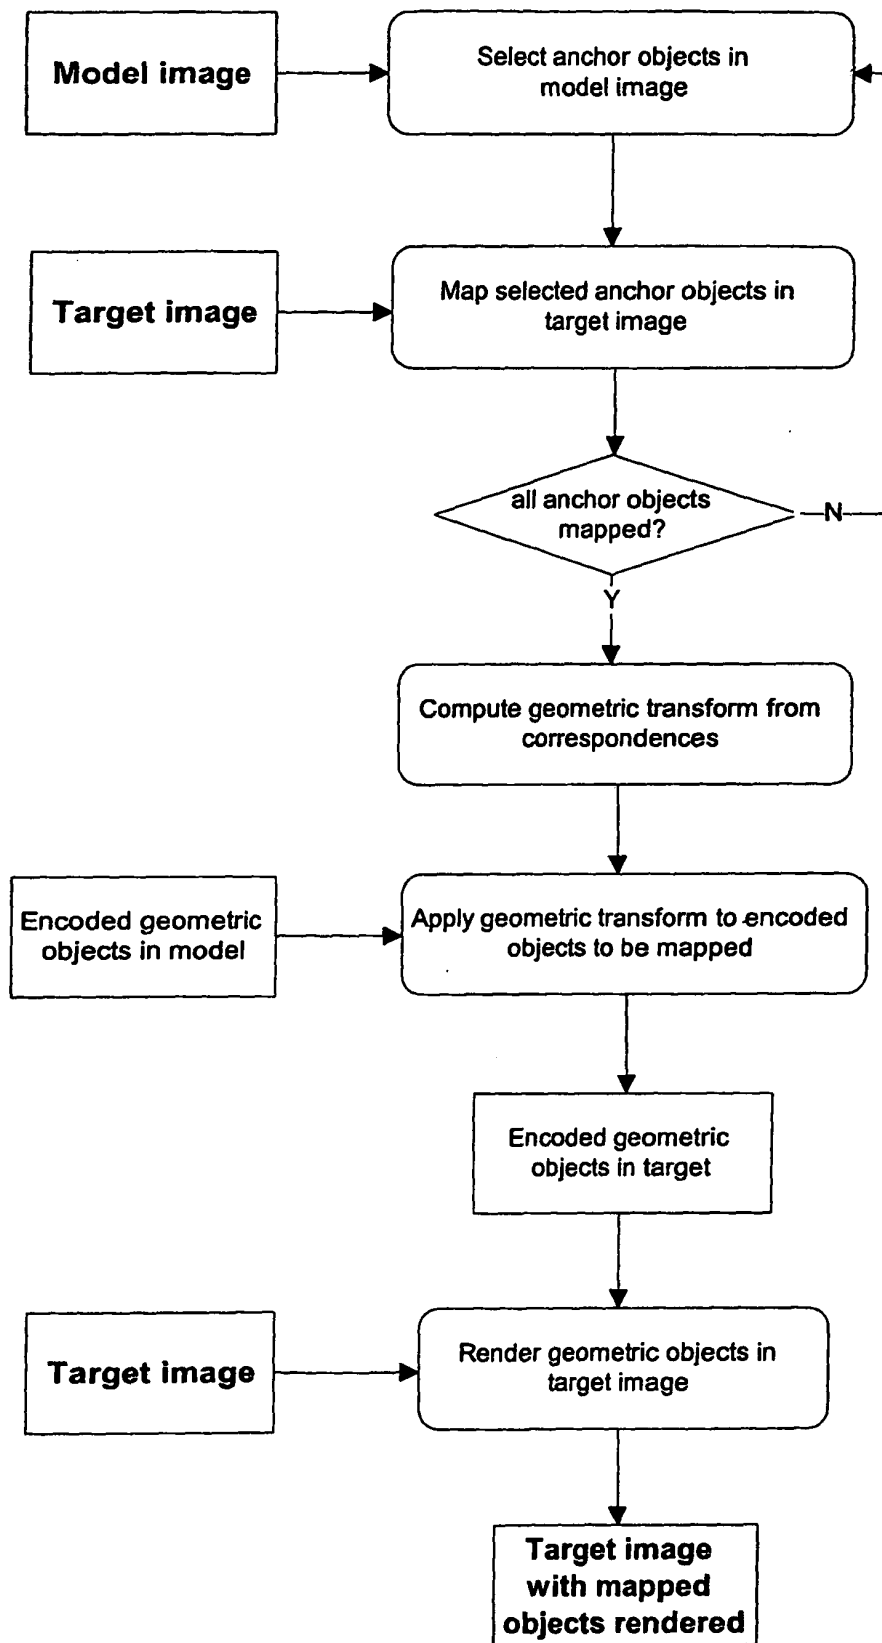 Model image
Select anchor objects in
model image
Target image
Map selected anchor objects in
target image
all anchor objects
mapped?
N
Y
Compute geometric transform from
correspondences
Encoded geometric
objects in model
Apply geometric transform to encoded
objects to be mapped
Encoded geometric
objects in target
Target image
Render geometric objects in
target image
Target image
with mapped
objects rendered